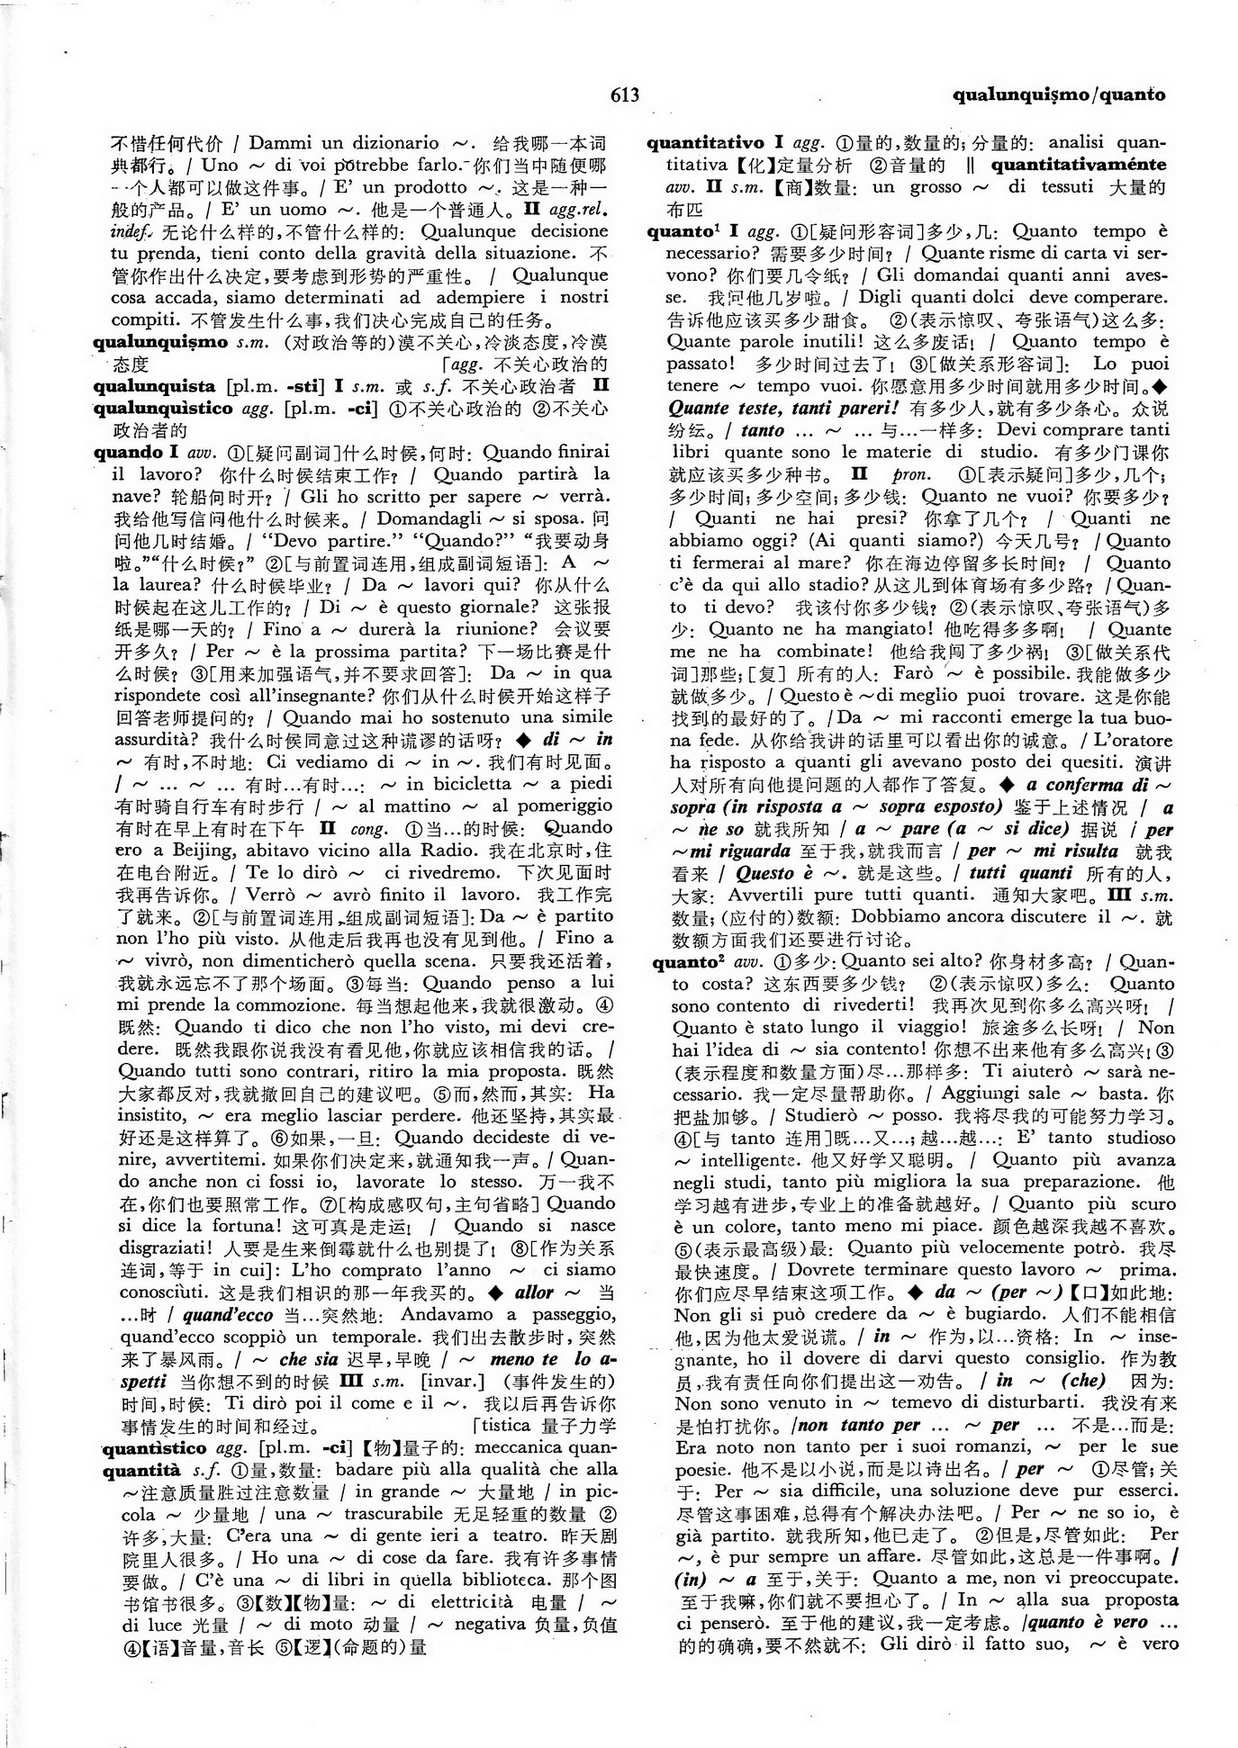 613
qualunquiṣmo/quanto
不惜任何代价 / Dammi un dizionario ～. 给我哪一本词
典都行。/ Uno ～ di voi potrebbe farlo. 你们当中随便哪
一个人都可以做这件事。/ E' un prodotto ～. 这是一种一
般的产品。/ E' un uomo ～. 他是一个普通人。II agg.rel.
indef. 无论什么样的,不管什么样的: Qualunque decisione
tu prenda, tieni conto della gravità della situazione. 不
管你作出什么决定,要考虑到形势的严重性。 / Qualunque
cosa accada, siamo determinati ad adempiere i nostri
compiti. 不管发生什么事,我们决心完成自己的任务。
qualunquiṣmo s.m. (对政治等的)漠不关心,冷淡态度,冷漠
态度 「agg. 不关心政治的
qualunquista [pl.m. -sti] I s.m. 或 s.f. 不关心政治者 II
qualunquìstico agg. [pl.m. -ci] ①不关心政治的 ②不关心
政治者的
quando I avv. ①[疑问副词]什么时候,何时: Quando finirai
il lavoro? 你什么时候结束工作? / Quando partirà la
nave? 轮船何时开? / Gli ho scritto per sapere ～ verrà.
我给他写信问他什么时候来。/ Domandagli ～ si sposa. 问
问他几时结婚。/ “Devo partire.” “Quando?” “我要动身
啦。”“什么时候?” ②[与前置词连用,组成副词短语]: A ～
la laurea? 什么时候毕业? / Da ～ lavori qui? 你从什么
时候起在这儿工作的? / Di ～ è questo giornale? 这张报
纸是哪一天的? / Fino a ～ durerà la riunione? 会议要
开多久? / Per ～ è la prossima partita? 下一场比赛是什
么时候? ③[用来加强语气,并不要求回答]: Da ～ in qua
rispondete così all'insegnante? 你们从什么时候开始这样子
回答老师提问的? / Quando mai ho sostenuto una simile
assurdità? 我什么时候同意过这种谎谬的话呀? ◆ di ～ in
～ 有时,不时地: Ci vediamo di ～ in ～. 我们有时见面。
/ ～ ... ～ ... 有时...有时...: ～ in bicicletta ～ a piedi
有时骑自行车有时步行 / ～ al mattino ～ al pomeriggio
有时在早上有时在下午 II cong. ①当...的时候: Quando
ero a Beijing, abitavo vicino alla Radio. 我在北京时,住
在电台附近。/ Te lo dirò ～ ci rivedremo. 下次见面时
我再告诉你。/ Verrò ～ avrò finito il lavoro. 我工作完
了就来。②[与前置词连用,组成副词短语]: Da ～ è partito
non l'ho più visto. 从他走后我再也没有见到他。/ Fino a
～ vivrò, non dimenticherò quella scena. 只要我还活着,
我就永远忘不了那个场面。③每当: Quando penso a lui
mi prende la commozione. 每当想起他来,我就很激动。④
既然: Quando ti dico che non l'ho visto, mi devi cre-
dere. 既然我跟你说我没有看见他,你就应该相信我的话。 /
Quando tutti sono contrari, ritiro la mia proposta. 既然
大家都反对,我就撤回自己的建议吧。⑤而,然而,其实: Ha
insistito, ～ era meglio lasciar perdere. 他还坚持,其实最
好还是这样算了。⑥如果,一旦: Quando decideste di ve-
nire, avvertitemi. 如果你们决定来,就通知我一声。/ Quan-
do anche non ci fossi io, lavorate lo stesso. 万一我不
在,你们也要照常工作。⑦[构成感叹句,主句省略] Quando
si dice la fortuna! 这可真是走运! / Quando si nasce
disgraziati! 人要是生来倒霉就什么也别提了! ⑧[作为关系
连词,等于 in cui]: L'ho comprato l'anno ～ ci siamo
conosciuti. 这是我们相识的那一年我买的。◆ allor ～ 当
...时 / quand'ecco 当...突然地: Andavamo a passeggio,
quand'ecco scoppiò un temporale. 我们出去散步时,突然
来了暴风雨。/ ～ che sia 迟早,早晚 / ～ meno te lo a-
spetti 当你想不到的时候 III s.m. [invar.] (事件发生的)
时间,时候: Ti dirò poi il come e il ～. 我以后再告诉你
事情发生的时间和经过。 「tistica 量子力学
quantìstico agg. [pl.m. -ci]【物】量子的: meccanica quan-
quantità s.f. ①量,数量: badare più alla qualità che alla
～注意质量胜过注意数量 / in grande ～ 大量地 / in pic-
cola ～ 少量地 / una ～ trascurabile 无足轻重的数量 ②
许多,大量: C'era una ～ di gente ieri a teatro. 昨天剧
院里人很多。/ Ho una ～ di cose da fare. 我有许多事情
要做。/ C'è una ～ di libri in quella biblioteca. 那个图
书馆书很多。③【数】【物】量: ～ di elettricità 电量 / ～
di luce 光量 / ～ di moto 动量 / ～ negativa 负量,负值
④【语】音量,音长 ⑤【逻】(命题的)量
quantitativo I agg. ①量的,数量的;分量的: analisi quan-
titativa【化】定量分析 ②音量的 ‖ quantitativaménte
avv. II s.m.【商】数量: un grosso ～ di tessuti 大量的
布匹
quanto¹ I agg. ①[疑问形容词]多少,几: Quanto tempo è
necessario? 需要多少时间? / Quante risme di carta vi ser-
vono? 你们要几令纸? / Gli domandai quanti anni aves-
se. 我问他几岁啦。/ Digli quanti dolci deve comperare.
告诉他应该买多少甜食。 ②(表示惊叹、夸张语气)这么多:
Quante parole inutili! 这么多废话! / Quanto tempo è
passato! 多少时间过去了! ③[做关系形容词]: Lo puoi
tenere ～ tempo vuoi. 你愿意用多少时间就用多少时间。◆
Quante teste, tanti pareri! 有多少人,就有多少条心。众说
纷纭。/ tanto ... ～ ... 与...一样多: Devi comprare tanti
libri quante sono le materie di studio. 有多少门课你
就应该买多少种书。 II pron. ①[表示疑问]多少,几个;
多少时间;多少空间;多少钱: Quanto ne vuoi? 你要多少?
/ Quanti ne hai presi? 你拿了几个? / Quanti ne
abbiamo oggi? (Ai quanti siamo?) 今天几号? / Quanto
ti fermerai al mare? 你在海边停留多长时间? / Quanto
c'è da qui allo stadio? 从这儿到体育场有多少路? / Quan-
to ti devo? 我该付你多少钱? ②(表示惊叹、夸张语气)多
少: Quanto ne ha mangiato! 他吃得多多啊! / Quante
me ne ha combinate! 他给我闯了多少祸! ③[做关系代
词]那些;[复] 所有的人: Farò ～ è possibile. 我能做多少
就做多少。/ Questo è ～ di meglio puoi trovare. 这是你能
找到的最好的了。/ Da ～ mi racconti emerge la tua buo-
na fede. 从你给我讲的话里可以看出你的诚意。/ L'oratore
ha risposto a quanti gli avevano posto dei quesiti. 演讲
人对所有向他提问题的人都作了答复。◆ a conferma di ～
sopra (in risposta a ～ sopra esposto) 鉴于上述情况 / a
～ ne so 就我所知 / a ～ pare (a ～ si dice) 据说 / per
～ mi riguarda 至于我,就我而言 / per ～ mi risulta 就我
看来 / Questo è ～. 就是这些。/ tutti quanti 所有的人,
大家: Avvertili pure tutti quanti. 通知大家吧。III s.m.
数量;(应付的)数额: Dobbiamo ancora discutere il ～. 就
数额方面我们还要进行讨论。
quanto² avv. ①多少: Quanto sei alto? 你身材多高? / Quan-
to costa? 这东西要多少钱? ②(表示惊叹)多么: Quanto
sono contento di rivederti! 我再次见到你多么高兴呀! /
Quanto è stato lungo il viaggio! 旅途多么长呀! / Non
hai l'idea di ～ sia contento! 你想不出来他有多么高兴! ③
(表示程度和数量方面)尽...那样多: Ti aiuterò ～ sarà ne-
cessario. 我一定尽量帮助你。/ Aggiungi sale ～ basta. 你
把盐加够。/ Studierò ～ posso. 我将尽我的可能努力学习。
④[与 tanto 连用]既...又...; 越...越...: E' tanto studioso
～ intelligente. 他又好学又聪明。 / Quanto più avanza
negli studi, tanto più migliora la sua preparazione. 他
学习越有进步,专业上的准备就越好。/ Quanto più scuro
è un colore, tanto meno mi piace. 颜色越深我越不喜欢。
⑤(表示最高级)最: Quanto più velocemente potrò. 我尽
最快速度。/ Dovrete terminare questo lavoro ～ prima.
你们应尽早结束这项工作。◆ da ～ (per ～)【口】如此地:
Non gli si può credere da ～ è bugiardo. 人们不能相信
他,因为他太爱说谎。/ in ～ 作为,以...资格: In ～ inse-
gnante, ho il dovere di darvi questo consiglio. 作为教
员,我有责任向你们提出这一劝告。 / in ～ (che) 因为:
Non sono venuto in ～ temevo di disturbarti. 我没有来
是怕打扰你。/non tanto per ... ～ per ... 不是...而是:
Era noto non tanto per i suoi romanzi, ～ per le sue
poesie. 他不是以小说,而是以诗出名。/ per ～ ①尽管;关
于: Per ～ sia difficile, una soluzione deve pur esserci.
尽管这事困难,总得有个解决办法吧。/ Per ～ ne so io, è
già partito. 就我所知,他已走了。 ②但是,尽管如此: Per
～, è pur sempre un affare. 尽管如此,这总是一件事啊。/
(in) ～ a 至于,关于: Quanto a me, non vi preoccupate.
至于我嘛,你们就不要担心了。/ In ～ alla sua proposta
ci penserò. 至于他的建议,我一定考虑。/quanto è vero ...
的的确确,要不然就不: Gli dirò il fatto suo, ～ è vero